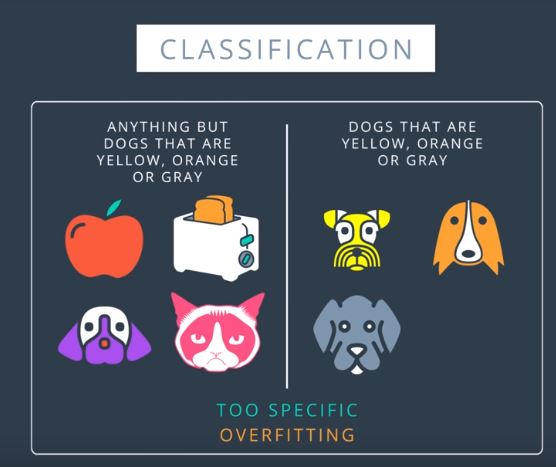 CLASSIFICATION
ANYTHING BUT
DOGS THAT ARE
YELLOW, ORANGE
OR GRAY
DOGS THAT ARE
YELLOW, ORANGE
OR GRAY
TOO SPECIFIC
OVERFITTING